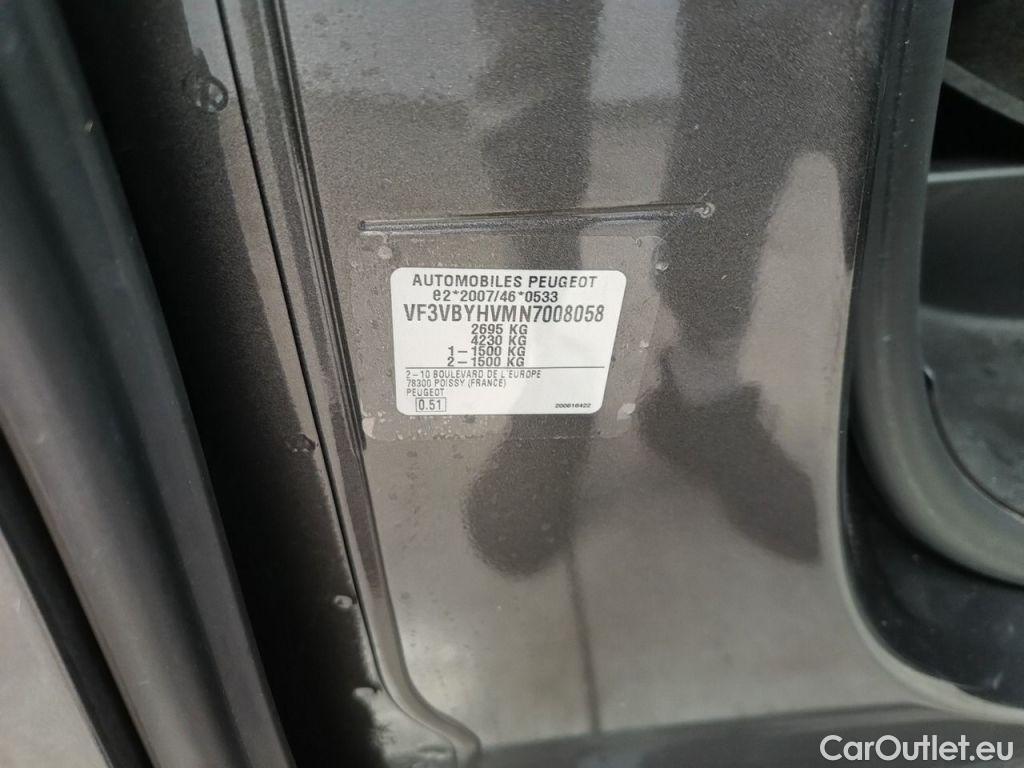 AUTOMOBILES PEUGEOT
e2*2007/46*0533
VF3VBYHVMN7008058
2695 KG
4230 KG
1-1500 KG
2-1500 KG
2-10 BOULEVARD DE L'EUROPE
78300 POISSY (FRANCE)
PEUGEOT
0.51 200616422
CarOutlet.eu